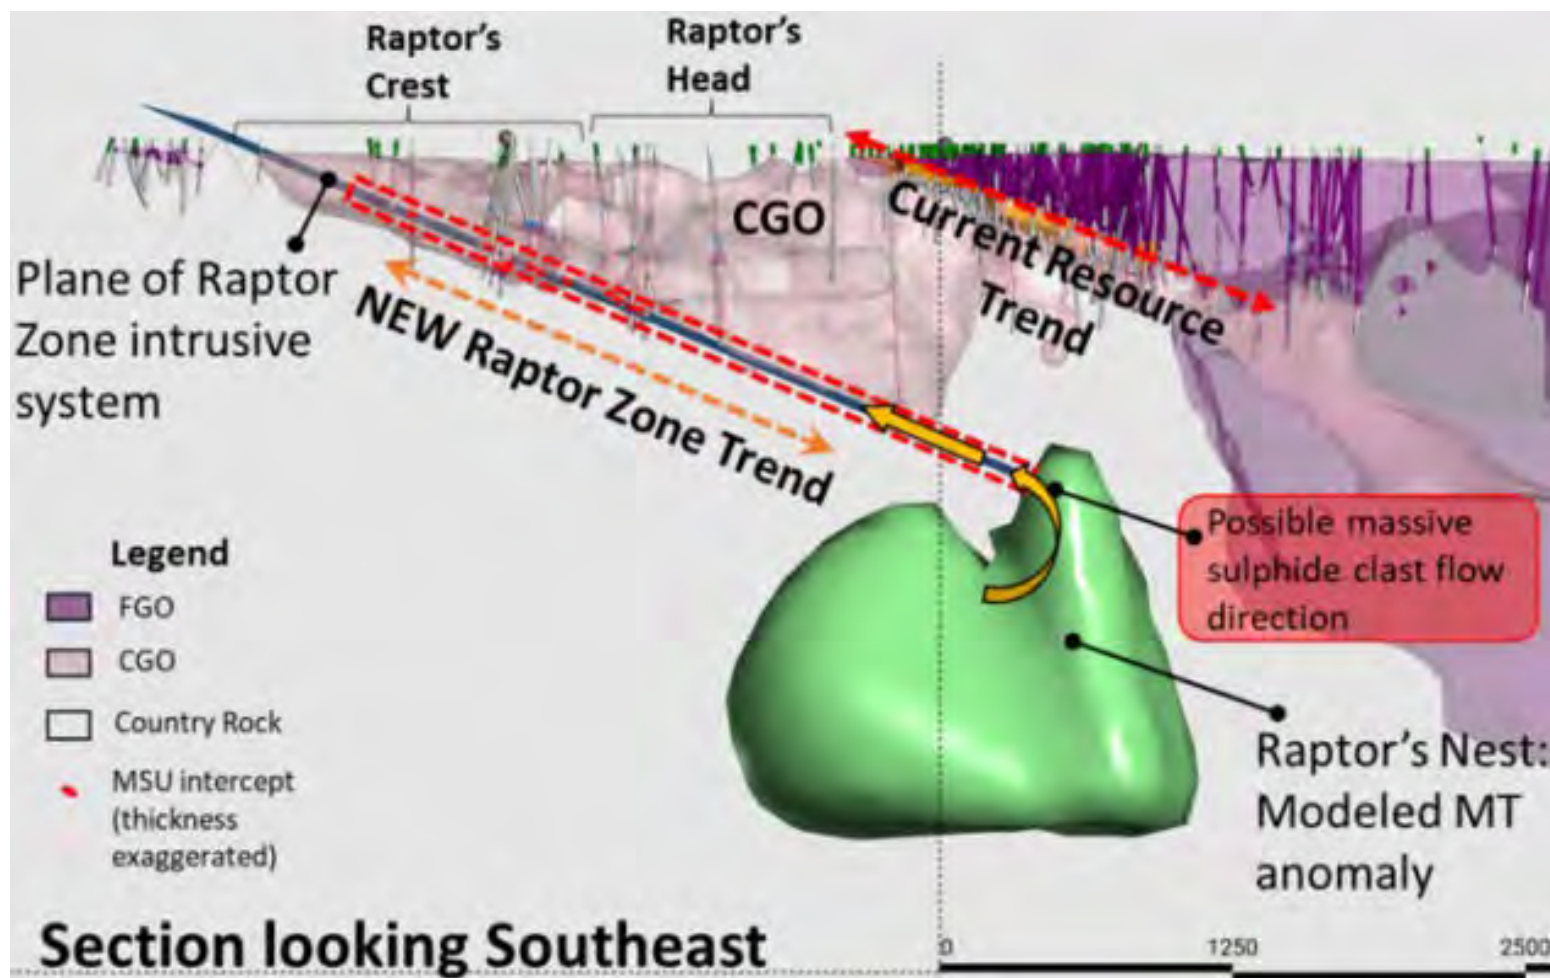 Raptor's
Crest
Raptor's
Head
CGO
Current Resource
Trend
Plane of Raptor
Zone intrusive
system
NEW Raptor Zone Trend
Possible massive
sulphide clast flow
direction
Legend
FGO
CGO
Country Rock
MSU intercept
(thickness
exaggerated)
Raptor's Nest:
Modeled MT
anomaly
Section looking Southeast
0
1250
2500